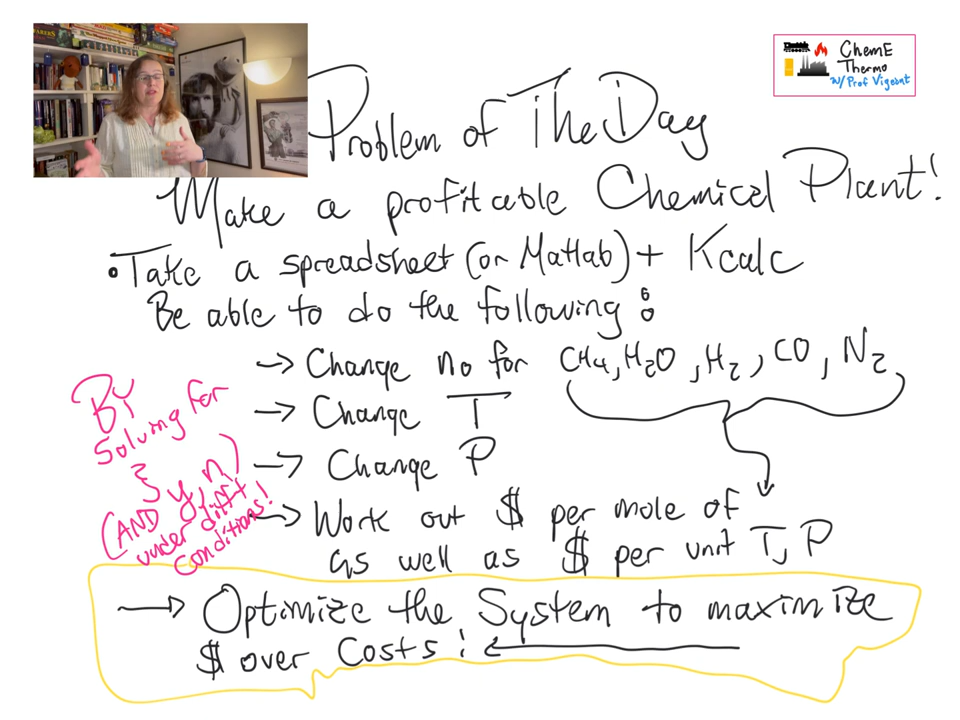 ChemE
Thermo
w/ Prof Vigeant
Problem of The Day
Make a profitable Chemical Plant!
• Take a spreadsheet (or Matlab) + Kcalc
Be able to do the following:
→ Change no for CH4, H2O, H2, CO, N2
→ Change T
→ Change P
→ Work out $ per mole of
as well as $ per unit T, P
BY
Solving for
ξ
(AND y, n)
under diff't
conditions!
→ Optimize the System to maximize
$ over Costs!